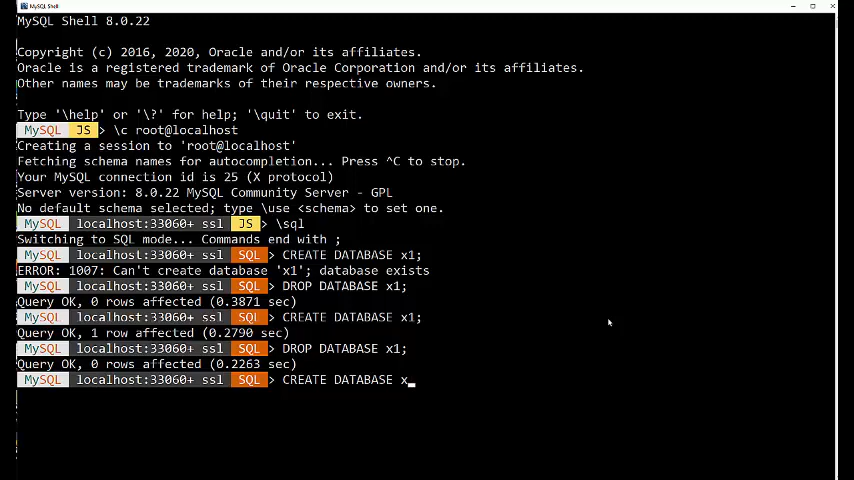 MySQL Shell
MySQL Shell 8.0.22
Copyright (c) 2016, 2020, Oracle and/or its affiliates.
Oracle is a registered trademark of Oracle Corporation and/or its affiliates.
Other names may be trademarks of their respective owners.
Type '\help' or '\?' for help; '\quit' to exit.
MySQL JS > \c root@localhost
Creating a session to 'root@localhost'
Fetching schema names for autocompletion... Press ^C to stop.
Your MySQL connection id is 25 (X protocol)
Server version: 8.0.22 MySQL Community Server - GPL
No default schema selected; type \use <schema> to set one.
MySQL localhost:33060+ ssl JS > \sql
Switching to SQL mode... Commands end with ;
MySQL localhost:33060+ ssl SQL > CREATE DATABASE x1;
ERROR: 1007: Can't create database 'x1'; database exists
MySQL localhost:33060+ ssl SQL > DROP DATABASE x1;
Query OK, 0 rows affected (0.3871 sec)
MySQL localhost:33060+ ssl SQL > CREATE DATABASE x1;
Query OK, 1 row affected (0.2790 sec)
MySQL localhost:33060+ ssl SQL > DROP DATABASE x1;
Query OK, 0 rows affected (0.2263 sec)
MySQL localhost:33060+ ssl SQL > CREATE DATABASE x